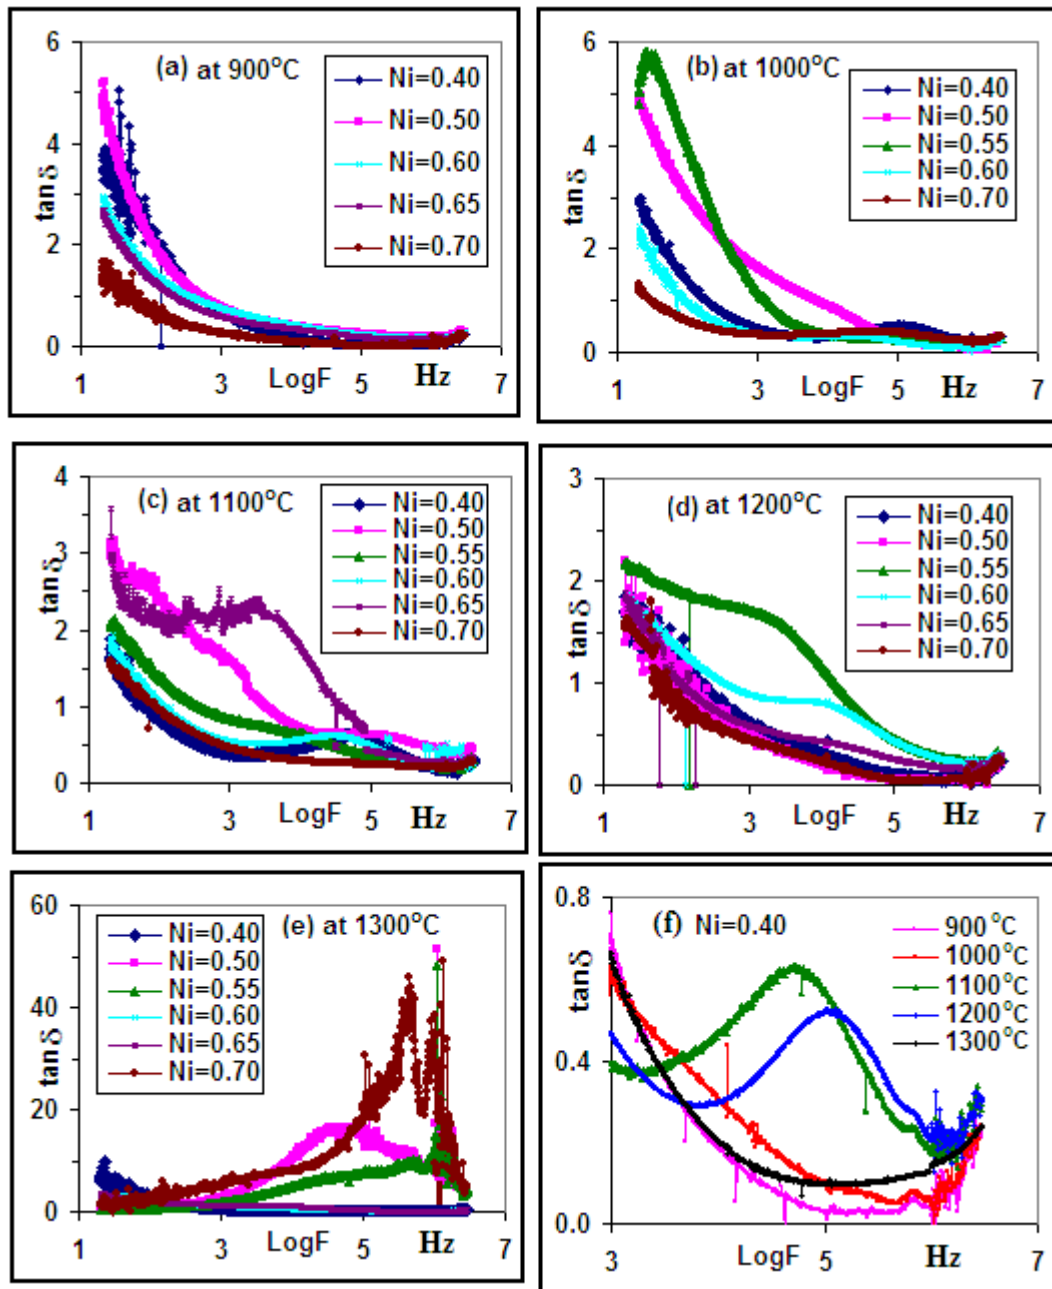 (a) at 900°C
6
4
2
0
tanδ
Ni=0.40
Ni=0.50
Ni=0.60
Ni=0.65
Ni=0.70
1
3
LogF
5
Hz
7
(b) at 1000°C
6
4
2
0
tanδ
Ni=0.40
Ni=0.50
Ni=0.55
Ni=0.60
Ni=0.70
1
3
LogF
5
Hz
7
(c) at 1100°C
4
3
2
1
0
tanδ
Ni=0.40
Ni=0.50
Ni=0.55
Ni=0.60
Ni=0.65
Ni=0.70
1
3
LogF
5
Hz
7
(d) at 1200°C
3
2
1
0
tanδ
Ni=0.40
Ni=0.50
Ni=0.55
Ni=0.60
Ni=0.65
Ni=0.70
1
3
LogF
5
Hz
7
(e) at 1300°C
60
40
20
0
tanδ
Ni=0.40
Ni=0.50
Ni=0.55
Ni=0.60
Ni=0.65
Ni=0.70
1
3
LogF
5
Hz
7
(f) Ni=0.40
0.8
0.4
0.0
tanδ
900°C
1000°C
1100°C
1200°C
1300°C
3
LogF
5
Hz
7